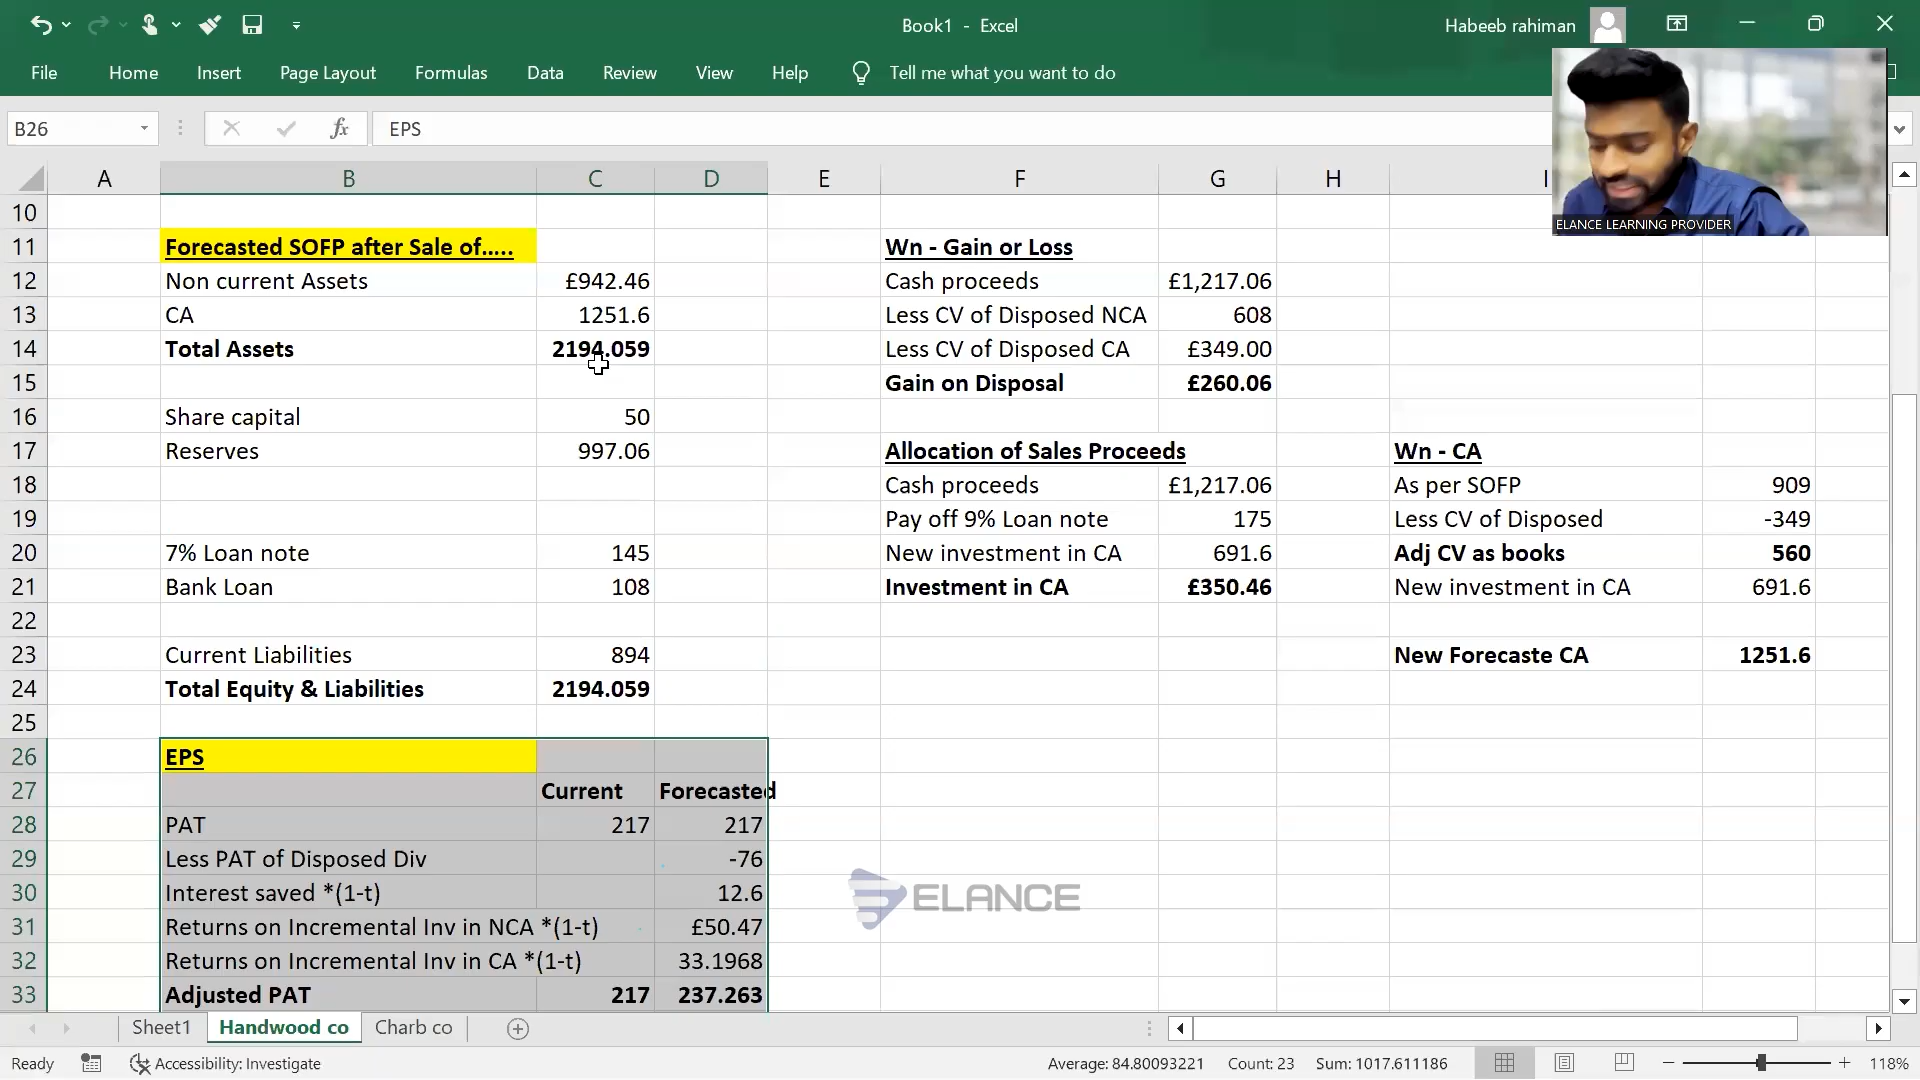 Book1 - Excel
Habeeb rahiman
File Home Insert Page Layout Formulas Data Review View Help Tell me what you want to do
B26 fx EPS
ELANCE LEARNING PROVIDER
A B C D E F G H I
10
11 Forecasted SOFP after Sale of..... Wn - Gain or Loss
12 Non current Assets £942.46 Cash proceeds £1,217.06
13 CA 1251.6 Less CV of Disposed NCA 608
14 Total Assets 2194.059 Less CV of Disposed CA £349.00
15 Gain on Disposal £260.06
16 Share capital 50
17 Reserves 997.06 Allocation of Sales Proceeds Wn - CA
18 Cash proceeds £1,217.06 As per SOFP 909
19 Pay off 9% Loan note 175 Less CV of Disposed -349
20 7% Loan note 145 New investment in CA 691.6 Adj CV as books 560
21 Bank Loan 108 Investment in CA £350.46 New investment in CA 691.6
22
23 Current Liabilities 894 New Forecaste CA 1251.6
24 Total Equity & Liabilities 2194.059
25
26 EPS
27 Current Forecasted
28 PAT 217 217
29 Less PAT of Disposed Div -76
30 Interest saved *(1-t) 12.6
31 Returns on Incremental Inv in NCA *(1-t) £50.47
32 Returns on Incremental Inv in CA *(1-t) 33.1968
33 Adjusted PAT 217 237.263
ELANCE
Sheet1 Handwood co Charb co
Ready Accessibility: Investigate Average: 84.80093221 Count: 23 Sum: 1017.611186 118%